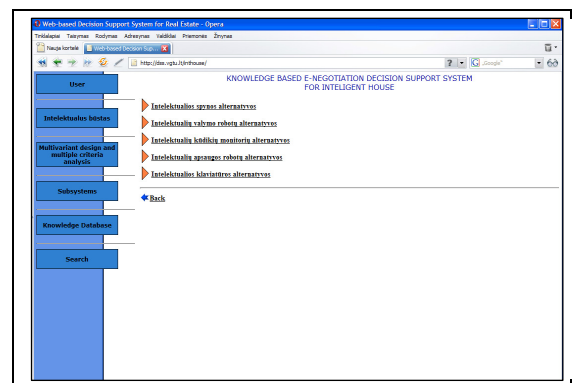 Web-based Decision Support System for Real Estate - Opera
Tinklalapiai Taisymas Rodymas Adresynas Valdikliai Priemonės Žinynas
Nauja kortelė Web-based Decision Sup...
http://dss.vgtu.lt/inthouse/ ? G „Google“
KNOWLEDGE BASED E-NEGOTIATION DECISION SUPPORT SYSTEM
FOR INTELIGENT HOUSE
User
Intelektualios spynos alternatyvos
Intelektualus būstas
Intelektualių valymo robotų alternatyvos
Multivariant design and
multiple criteria
analysis
Intelektualių kūdikių monitorių alternatyvos
Intelektualių apsaugos robotų alternatyvos
Intelektualios klaviatūros alternatyvos
Subsystems
Back
Knowledge Database
Search